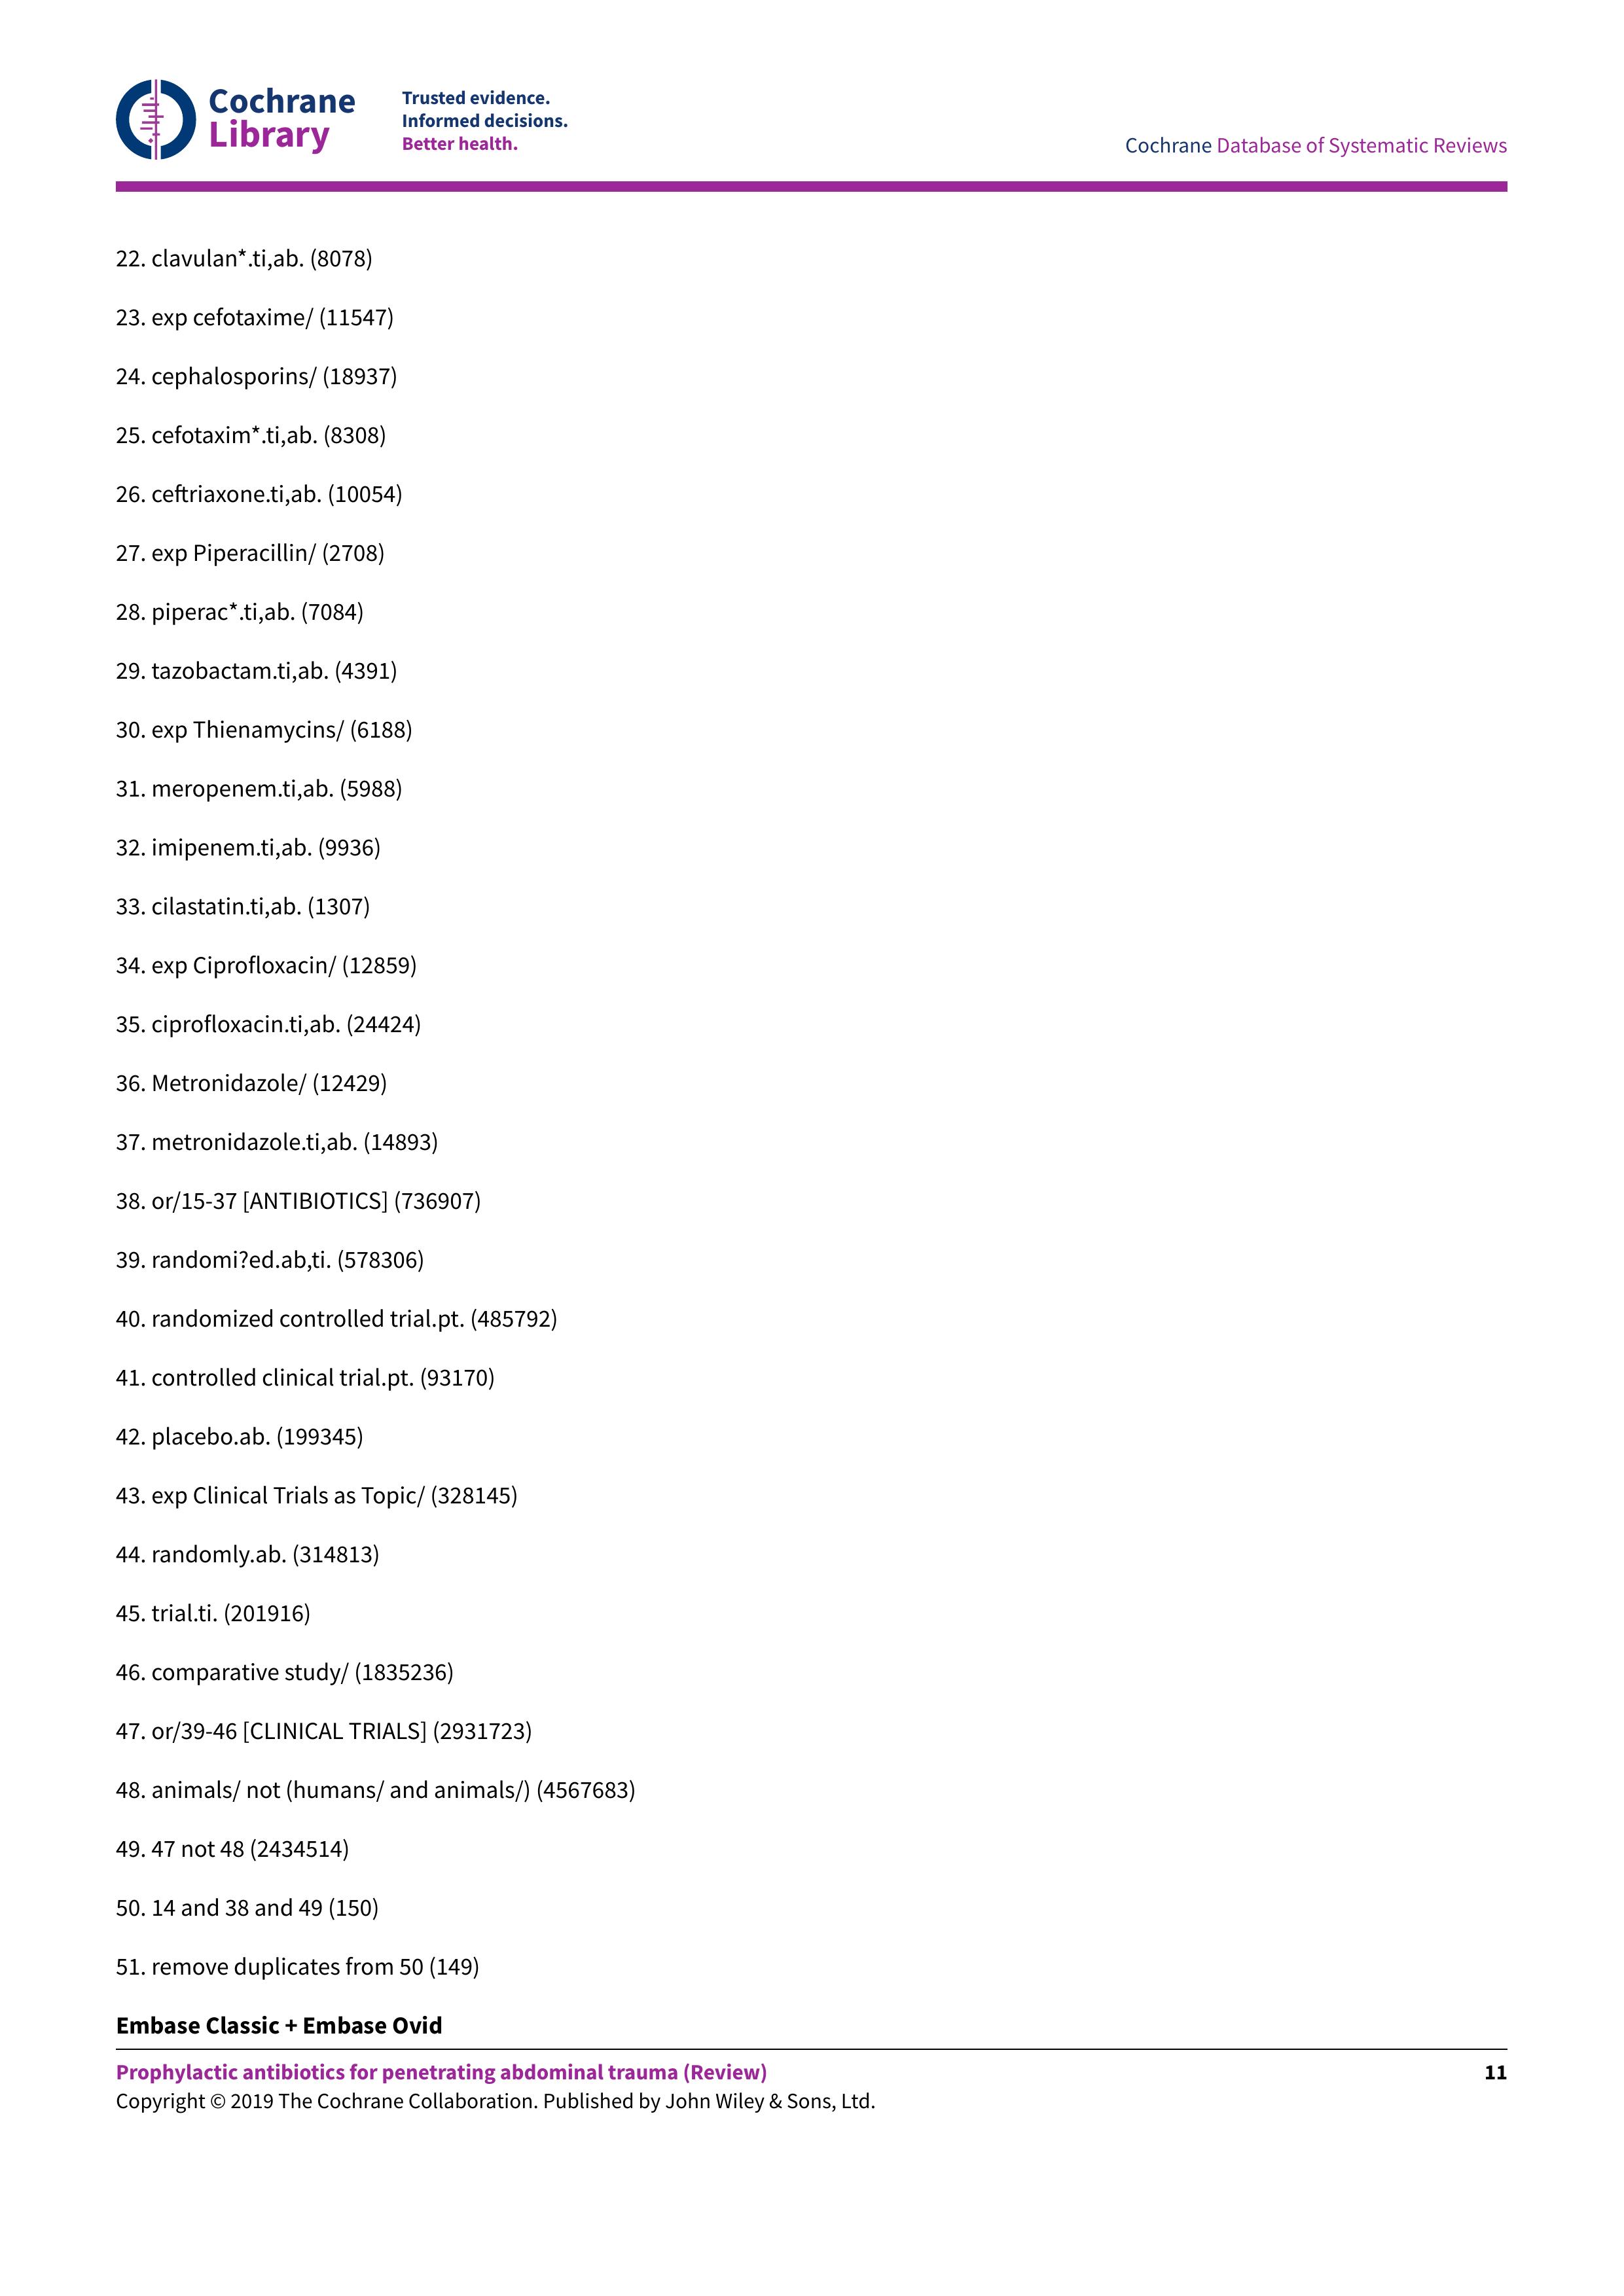 Cochrane
Library
Trusted evidence.
Informed decisions.
Better health.
Cochrane Database of Systematic Reviews
22. clavulan*.ti,ab. (8078)
23. exp cefotaxime/ (11547)
24. cephalosporins/ (18937)
25. cefotaxim*.ti,ab. (8308)
26. ceftriaxone.ti,ab. (10054)
27. exp Piperacillin/ (2708)
28. piperac*.ti,ab. (7084)
29. tazobactam.ti,ab. (4391)
30. exp Thienamycins/ (6188)
31. meropenem.ti,ab. (5988)
32. imipenem.ti,ab. (9936)
33. cilastatin.ti,ab. (1307)
34. exp Ciprofloxacin/ (12859)
35. ciprofloxacin.ti,ab. (24424)
36. Metronidazole/ (12429)
37. metronidazole.ti,ab. (14893)
38. or/15-37 [ANTIBIOTICS] (736907)
39. randomi?ed.ab,ti. (578306)
40. randomized controlled trial.pt. (485792)
41. controlled clinical trial.pt. (93170)
42. placebo.ab. (199345)
43. exp Clinical Trials as Topic/ (328145)
44. randomly.ab. (314813)
45. trial.ti. (201916)
46. comparative study/ (1835236)
47. or/39-46 [CLINICAL TRIALS] (2931723)
48. animals/ not (humans/ and animals/) (4567683)
49. 47 not 48 (2434514)
50. 14 and 38 and 49 (150)
51. remove duplicates from 50 (149)
Embase Classic + Embase Ovid
Prophylactic antibiotics for penetrating abdominal trauma (Review) 11
Copyright © 2019 The Cochrane Collaboration. Published by John Wiley & Sons, Ltd.